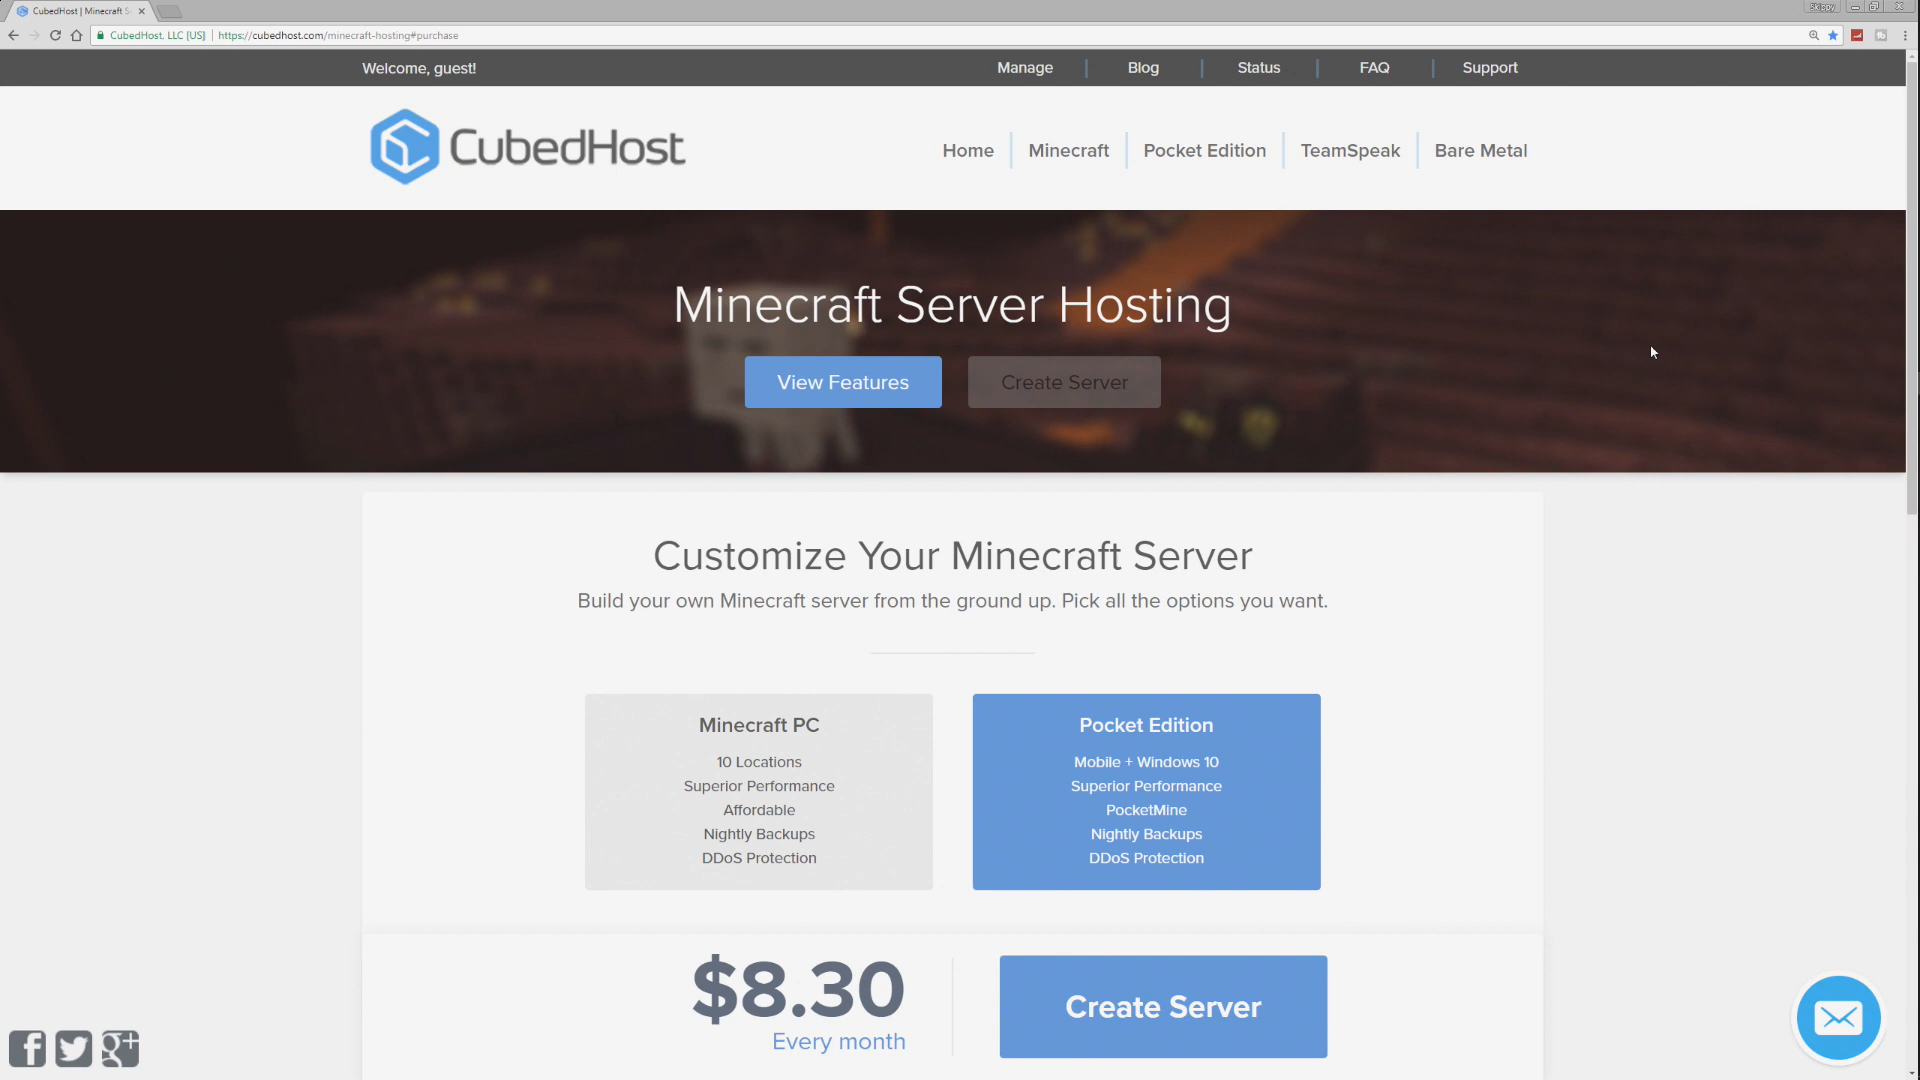 CubedHost | Minecraft S
Skippy
CubedHost, LLC [US]
https://cubedhost.com/minecraft-hosting#purchase
Welcome, guest!
Manage
Blog
Status
FAQ
Support
CubedHost
Home
Minecraft
Pocket Edition
TeamSpeak
Bare Metal
Minecraft Server Hosting
View Features
Create Server
Customize Your Minecraft Server
Build your own Minecraft server from the ground up. Pick all the options you want.
Minecraft PC
10 Locations
Superior Performance
Affordable
Nightly Backups
DDoS Protection
Pocket Edition
Mobile + Windows 10
Superior Performance
PocketMine
Nightly Backups
DDoS Protection
$8.30
Every month
Create Server